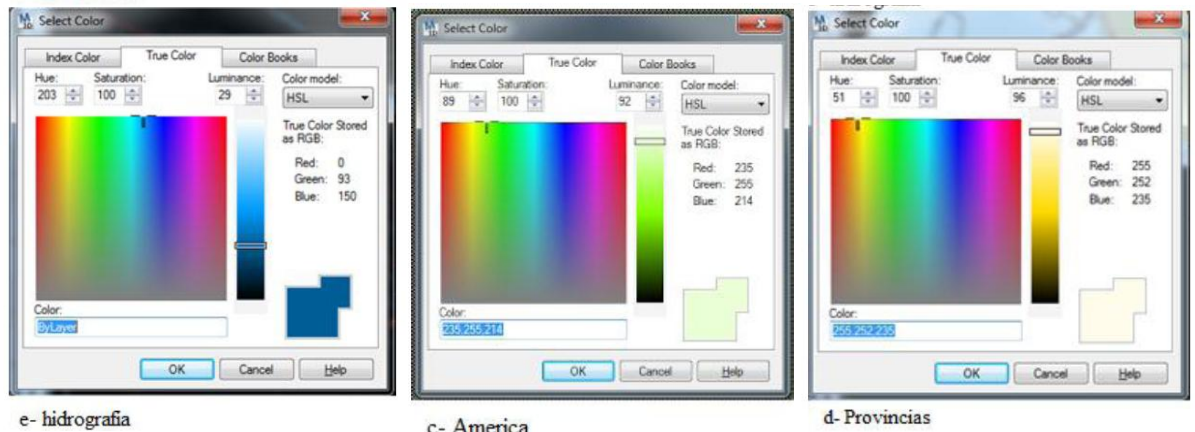 Select Color
Index Color True Color Color Books
Hue: Saturation: Luminance: Color model:
203 100 29 HSL
True Color Stored
as RGB:
Red: 0
Green: 93
Blue: 150
Color:
ByLayer
OK Cancel Help
e- hidrografia
Select Color
Index Color True Color Color Books
Hue: Saturation: Luminance: Color model:
89 100 92 HSL
True Color Stored
as RGB:
Red: 235
Green: 255
Blue: 214
Color:
235,255,214
OK Cancel Help
c- America
Select Color
Index Color True Color Color Books
Hue: Saturation: Luminance: Color model:
51 100 96 HSL
True Color Stored
as RGB:
Red: 255
Green: 252
Blue: 235
Color:
255,252,235
OK Cancel Help
d- Provincias